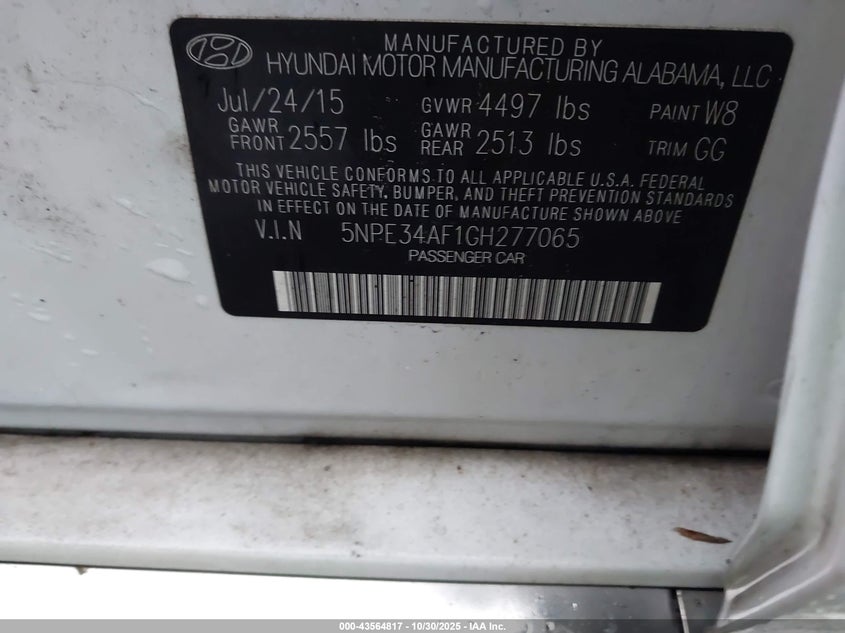 MANUFACTURED BY
HYUNDAI MOTOR MANUFACTURING ALABAMA, LLC
Jul/24/15 GVWR 4497 lbs PAINT W8
GAWR FRONT 2557 lbs GAWR REAR 2513 lbs TRIM GG
THIS VEHICLE CONFORMS TO ALL APPLICABLE U.S.A. FEDERAL
MOTOR VEHICLE SAFETY, BUMPER, AND THEFT PREVENTION STANDARDS
IN EFFECT ON THE DATE OF MANUFACTURE SHOWN ABOVE
V.I.N 5NPE34AF1GH277065
PASSENGER CAR
000-43564817 - 10/30/2025 - IAA Inc.